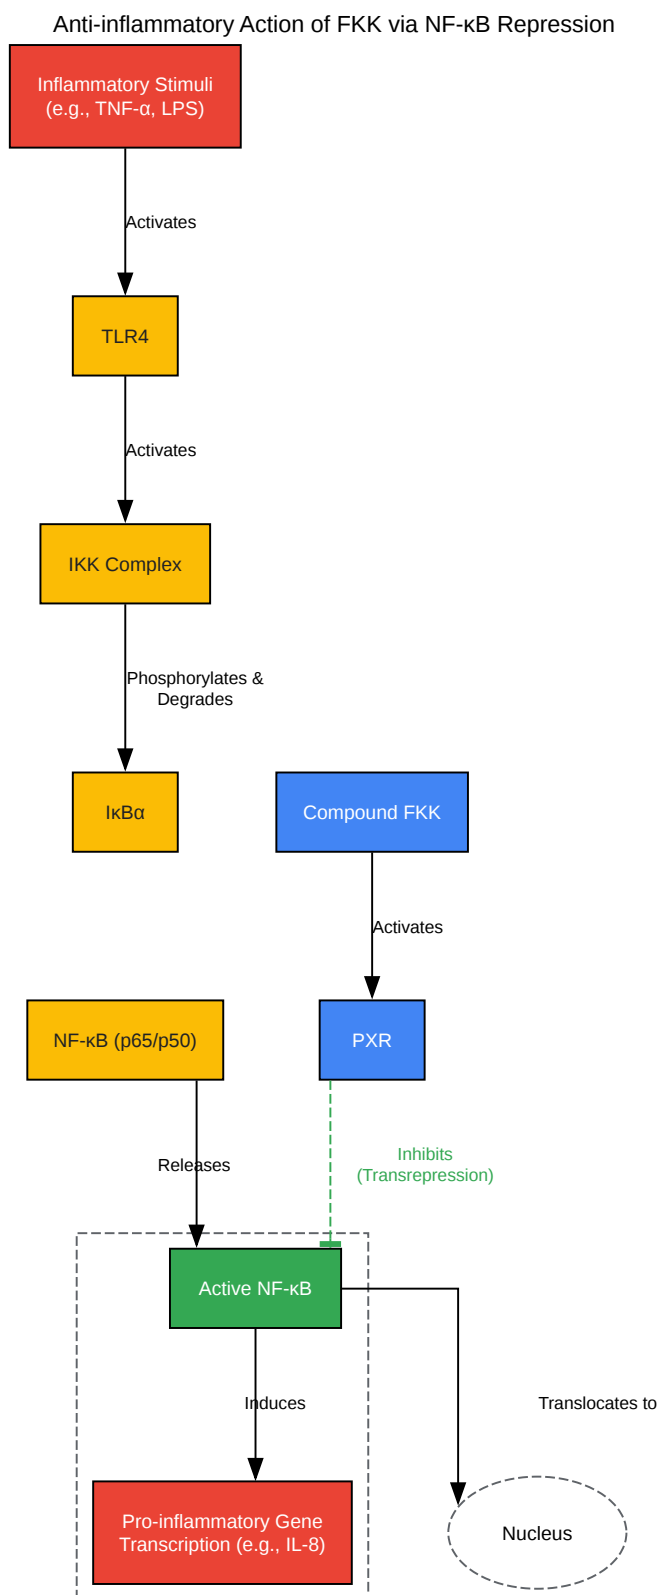 Anti-inflammatory Action of FKK via NF-κB Repression
Inflammatory Stimuli
(e.g., TNF-α, LPS)
Activates
TLR4
Activates
IKK Complex
Phosphorylates &
Degrades
IκBα
Compound FKK
Activates
NF-κB (p65/p50)
PXR
Releases
Inhibits
(Transrepression)
Active NF-κB
Induces
Translocates to
Pro-inflammatory Gene
Transcription (e.g., IL-8)
Nucleus